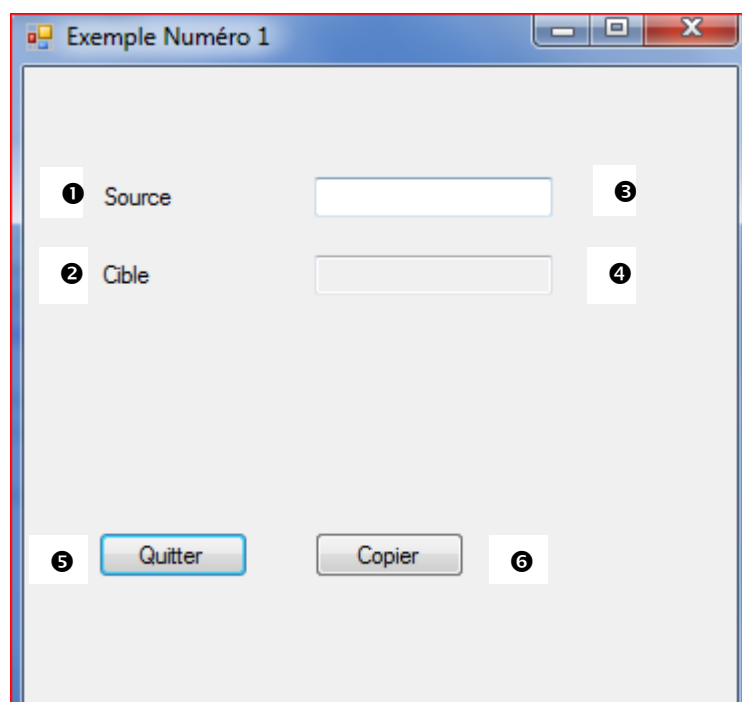 Exemple Numéro 1
❶ Source ❸
❷ Cible ❹
❺ Quitter Copier ❻